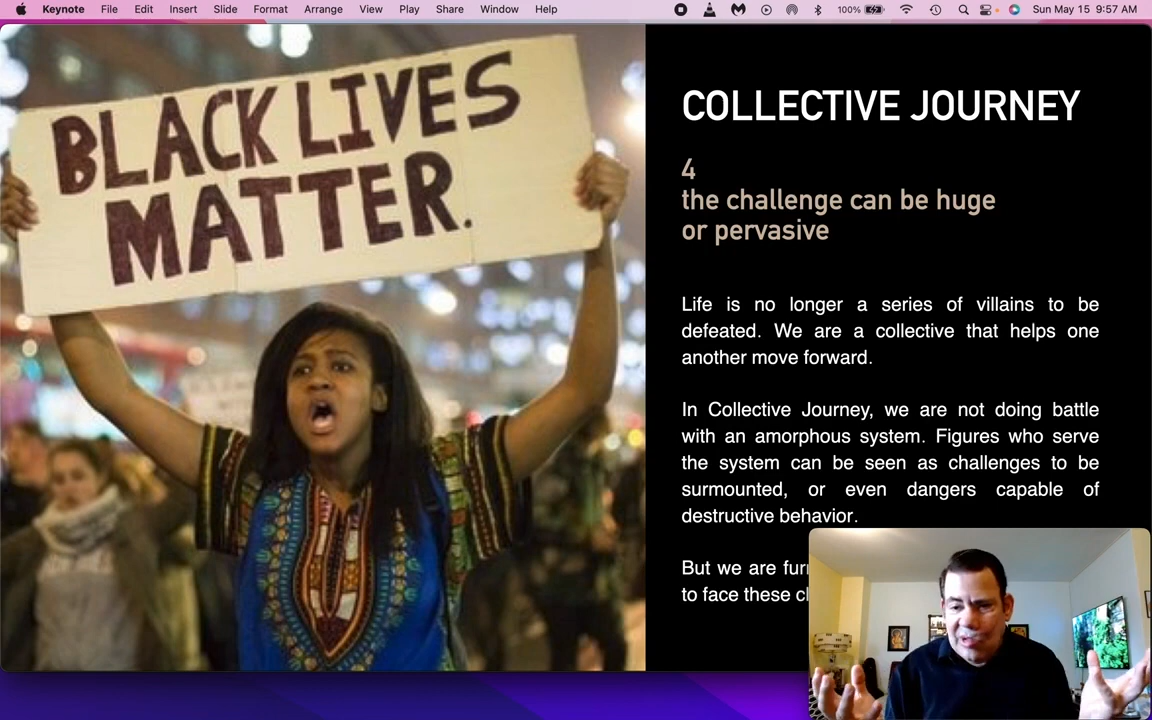 Keynote File Edit Insert Slide Format Arrange View Play Share Window Help 100% Sun May 15 9:57 AM
BLACK LIVES
MATTER.
COLLECTIVE JOURNEY
4
the challenge can be huge
or pervasive
Life is no longer a series of villains to be
defeated. We are a collective that helps one
another move forward.
In Collective Journey, we are not doing battle
with an amorphous system. Figures who serve
the system can be seen as challenges to be
surmounted, or even dangers capable of
destructive behavior.
But we are
to face these